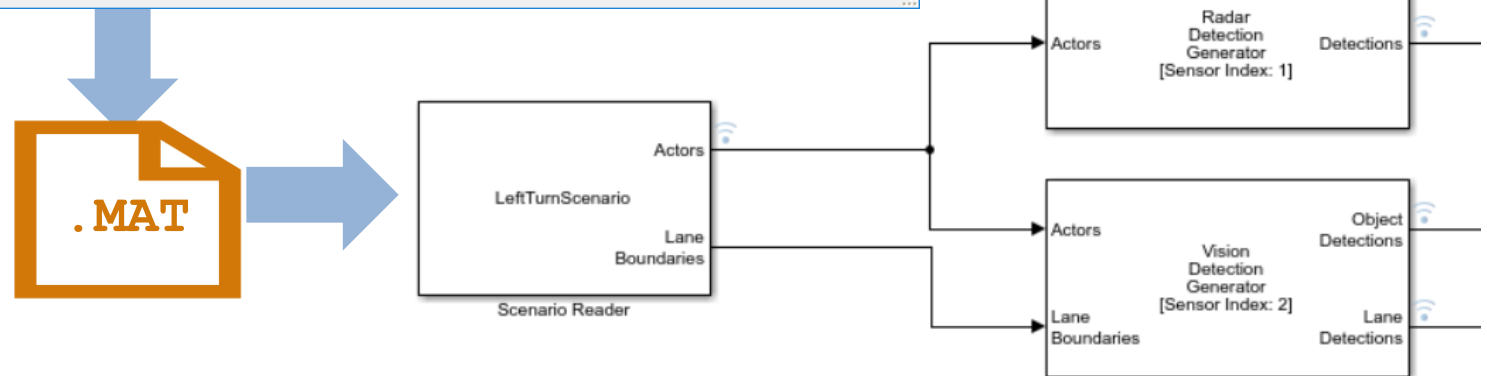 .MAT
Actors
LeftTurnScenario
Lane
Boundaries
Scenario Reader
Actors
Radar
Detection
Generator
[Sensor Index: 1]
Detections
Actors
Lane
Boundaries
Vision
Detection
Generator
[Sensor Index: 2]
Object
Detections
Lane
Detections